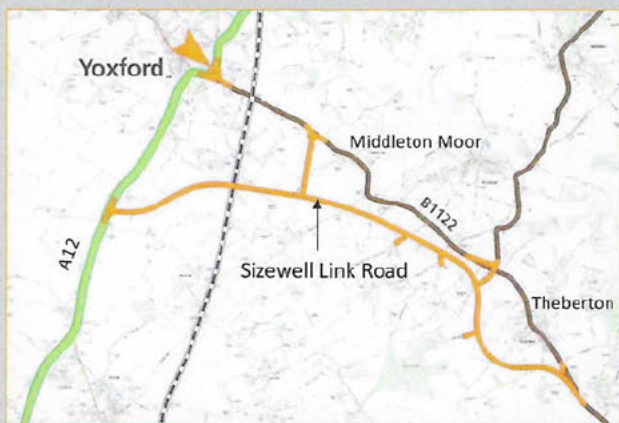 Yoxford
Middleton Moor
B1122
A12
Sizewell Link Road
Theberton